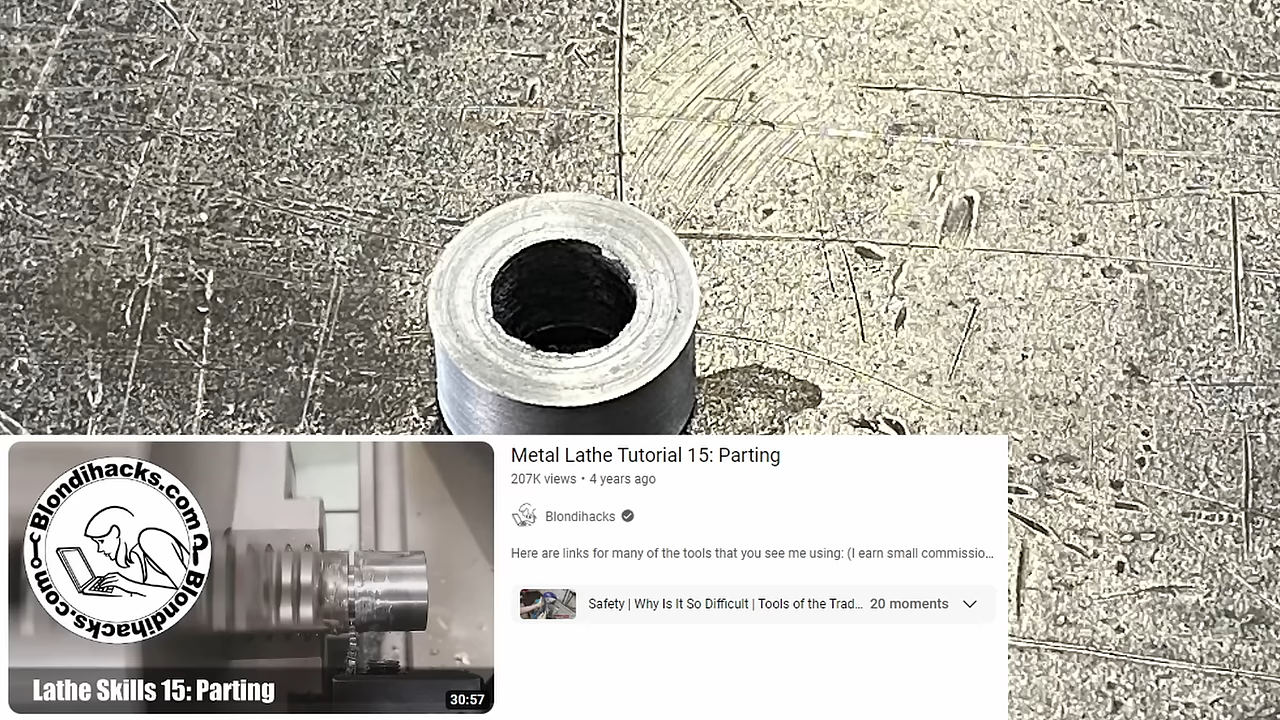 Blondihacks.com
Blondihacks.com
Lathe Skills 15: Parting
30:57
Metal Lathe Tutorial 15: Parting
207K views • 4 years ago
Blondihacks
Here are links for many of the tools that you see me using: (I earn small commissio...
Safety | Why Is It So Difficult | Tools of the Trad... 20 moments